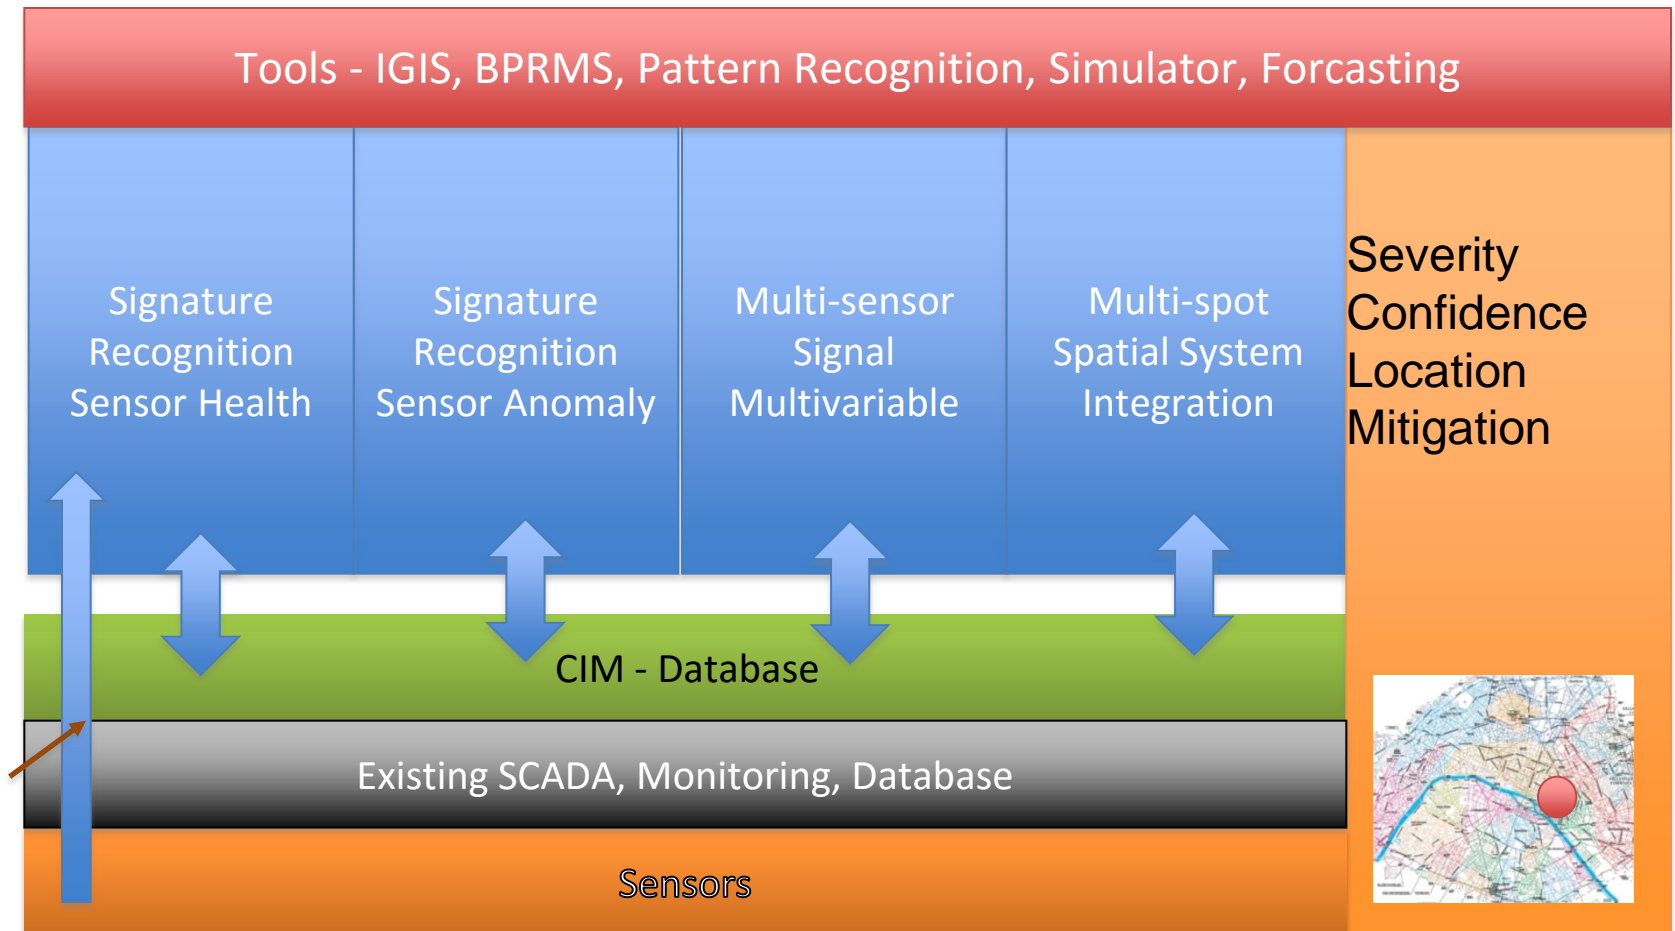 Tools - IGIS, BPRMS, Pattern Recognition, Simulator, Forcasting
Signature
Recognition
Sensor Health
Signature
Recognition
Sensor Anomaly
Multi-sensor
Signal
Multivariable
Multi-spot
Spatial System
Integration
Severity
Confidence
Location
Mitigation
CIM - Database
Existing SCADA, Monitoring, Database
Sensors